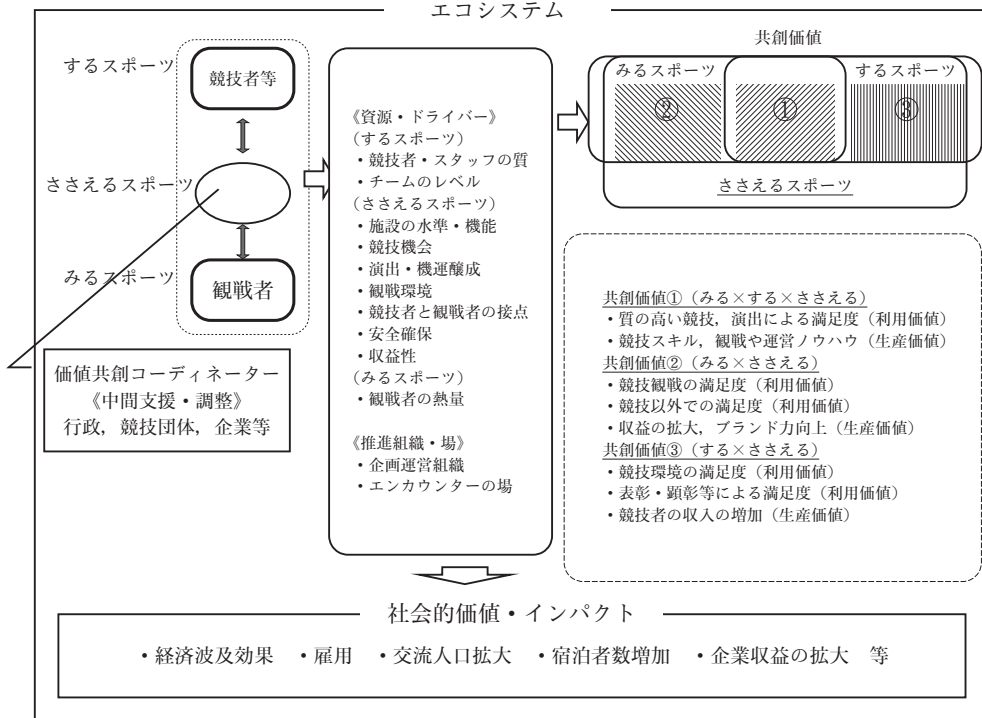 エコシステム
するスポーツ
競技者等
ささえるスポーツ
みるスポーツ
観戦者
価値共創コーディネーター
《中間支援・調整》
行政，競技団体，企業等
《資源・ドライバー》
（するスポーツ）
・競技者・スタッフの質
・チームのレベル
（ささえるスポーツ）
・施設の水準・機能
・競技機会
・演出・機運醸成
・観戦環境
・競技者と観戦者の接点
・安全確保
・収益性
（みるスポーツ）
・観戦者の熱量
《推進組織・場》
・企画運営組織
・エンカウンターの場
共創価値
みるスポーツ
するスポーツ
② ① ③
ささえるスポーツ
共創価値①（みる×する×ささえる）
・質の高い競技，演出による満足度（利用価値）
・競技スキル，観戦や運営ノウハウ（生産価値）
共創価値②（みる×ささえる）
・競技観戦の満足度（利用価値）
・競技以外での満足度（利用価値）
・収益の拡大，ブランド力向上（生産価値）
共創価値③（する×ささえる）
・競技環境の満足度（利用価値）
・表彰・顕彰等による満足度（利用価値）
・競技者の収入の増加（生産価値）
社会的価値・インパクト
・経済波及効果　・雇用　・交流人口拡大　・宿泊者数増加　・企業収益の拡大　等